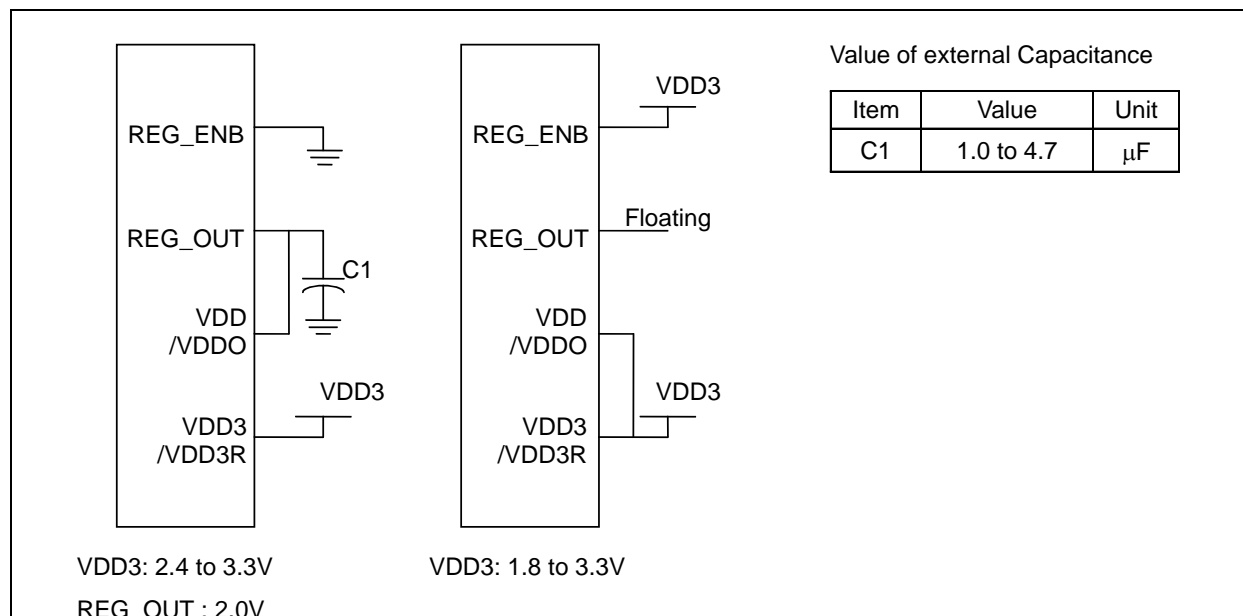 REG_ENB
REG_OUT
C1
VDD
/VDDO
VDD3
VDD3
/VDD3R
VDD3: 2.4 to 3.3V
REG_OUT : 2.0V
VDD3
REG_ENB
Floating
REG_OUT
VDD
/VDDO
VDD3
VDD3
/VDD3R
VDD3: 1.8 to 3.3V
Value of external Capacitance
Item Value Unit
C1 1.0 to 4.7 μF